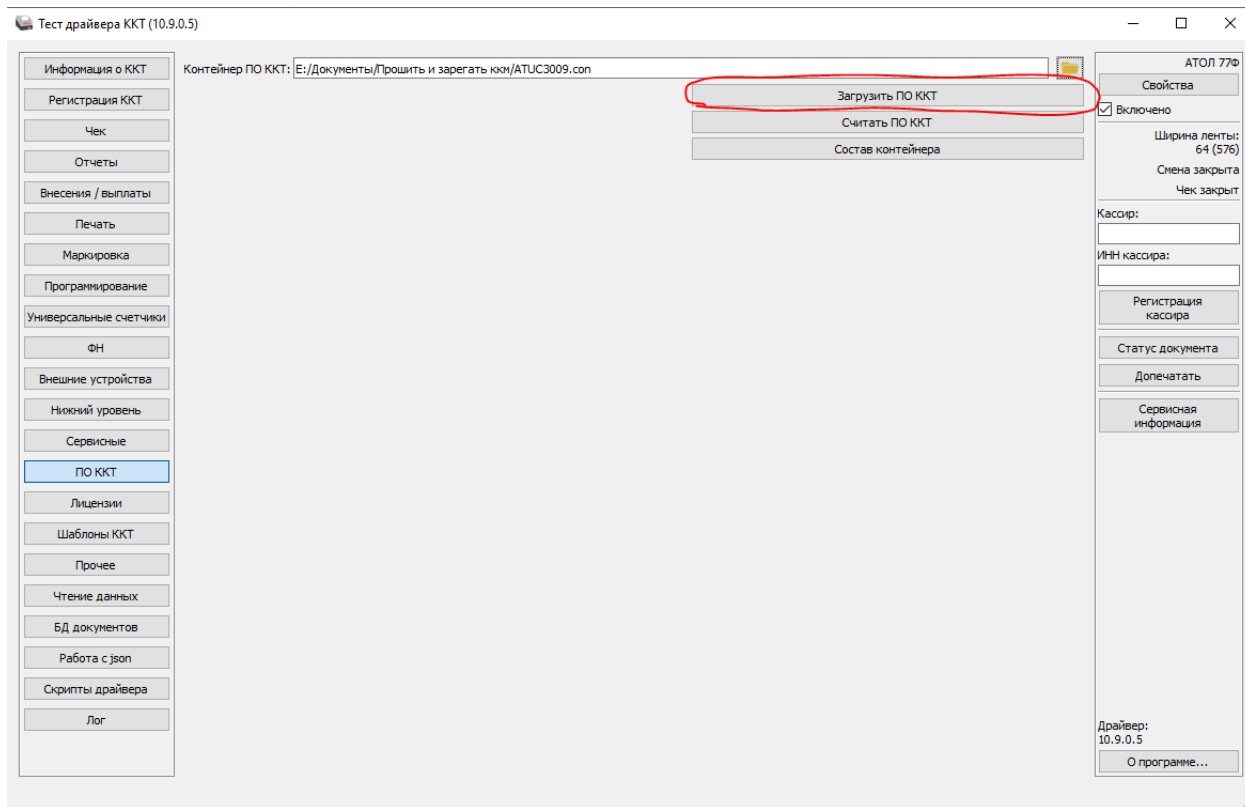 Тест драйвера ККТ (10.9.0.5)
Информация о ККТ
Регистрация ККТ
Чек
Отчеты
Внесения / выплаты
Печать
Маркировка
Программирование
Универсальные счетчики
ФН
Внешние устройства
Нижний уровень
Сервисные
ПО ККТ
Лицензии
Шаблоны ККТ
Прочее
Чтение данных
БД документов
Работа с json
Скрипты драйвера
Лог
Контейнер ПО ККТ: E:/Документы/Прошить и зарегать ккм/ATUC3009.con
Загрузить ПО ККТ
Считать ПО ККТ
Состав контейнера
АТОЛ 77Ф
Свойства
Включено
Ширина ленты:
64 (576)
Смена закрыта
Чек закрыт
Кассир:
ИНН кассира:
Регистрация
кассира
Статус документа
Допечатать
Сервисная
информация
Драйвер:
10.9.0.5
О программе...